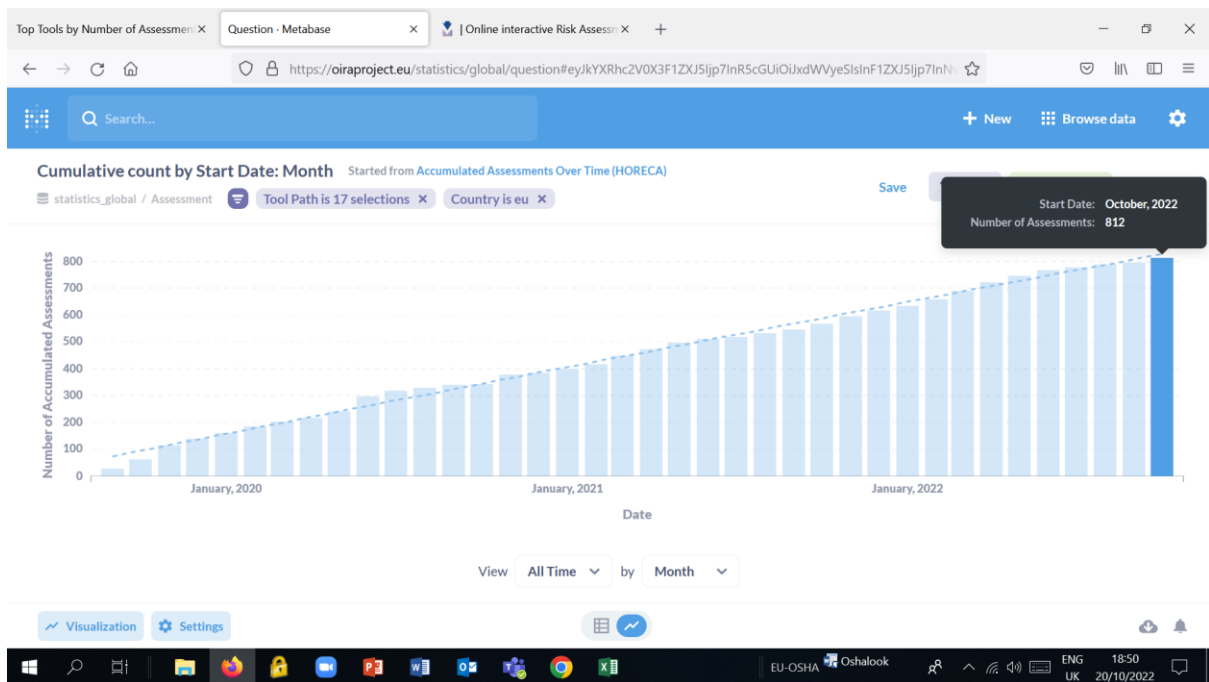 Top Tools by Number of Assessment
Question · Metabase
| Online interactive Risk Assessn
https://oiraproject.eu/statistics/global/question#eyJkYXRhc2V0X3F1ZXJ5Ijp7InR5cGUiOiJxdWVyeSIsInF1ZXJ5Ijp7InN
Search...
New
Browse data
Cumulative count by Start Date: Month Started from Accumulated Assessments Over Time (HORECA)
Save
statistics_global / Assessment
Tool Path is 17 selections
Country is eu
Start Date: October, 2022
Number of Assessments: 812
Number of Accumulated Assessments
800
700
600
500
400
300
200
100
0
January, 2020
January, 2021
January, 2022
Date
View All Time by Month
Visualization
Settings
EU-OSHA
Oshalook
ENG
UK
18:50
20/10/2022